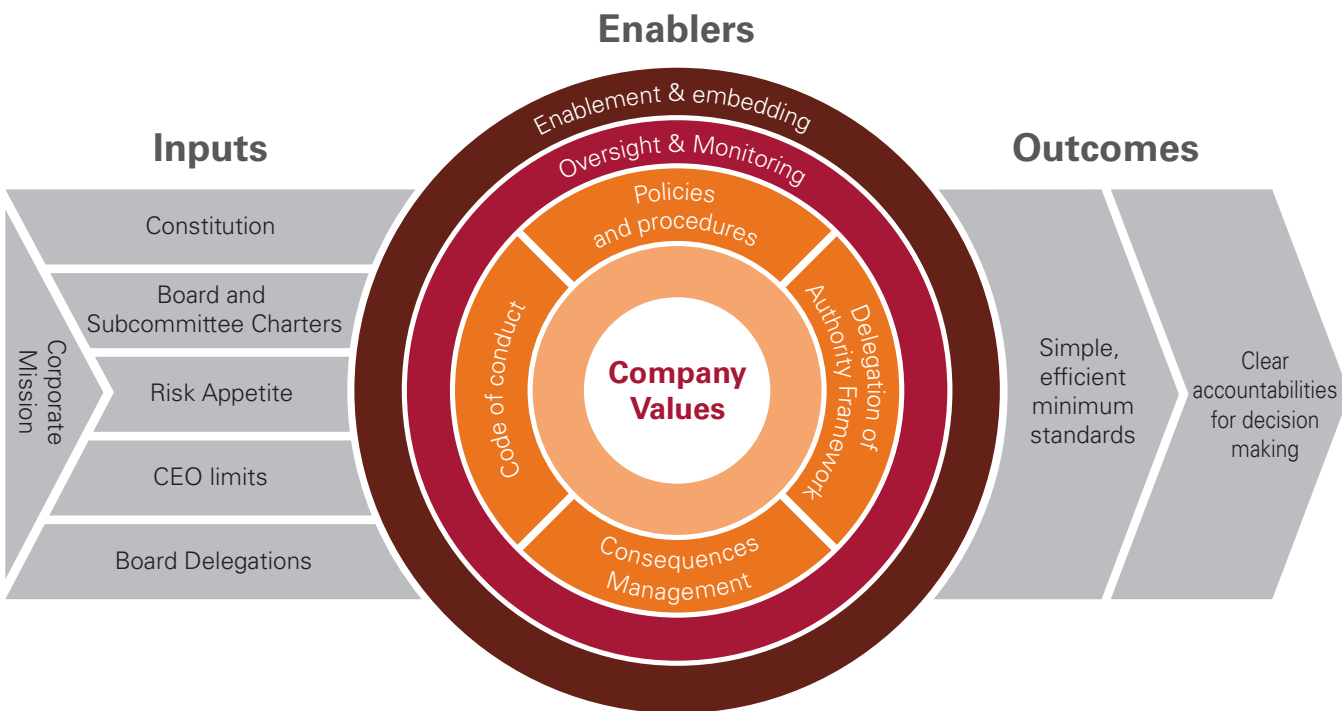 Enablers
Inputs
Outcomes
Corporate
Mission
Constitution
Board and
Subcommittee Charters
Risk Appetite
CEO limits
Board Delegations
Enablement & embedding
Oversight & Monitoring
Policies
and procedures
Code of conduct
Delegation of
Authority Framework
Consequences
Management
Company
Values
Simple,
efficient
minimum
standards
Clear
accountabilities
for decision
making